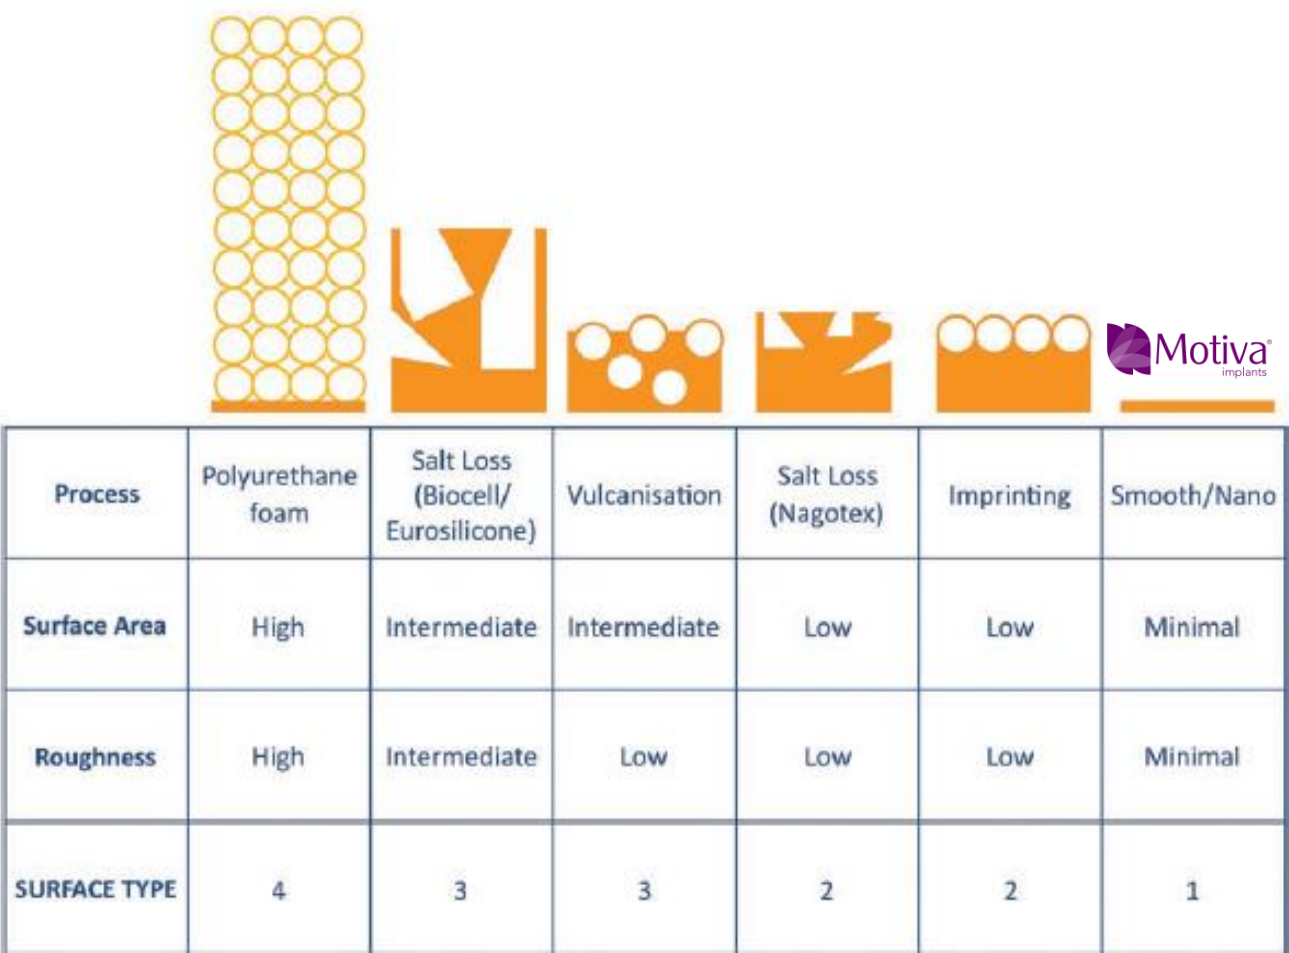 Motiva®
implants
Process
Polyurethane
foam
Salt Loss
(Biocell/
Eurosilicone)
Vulcanisation
Salt Loss
(Nagotex)
Imprinting
Smooth/Nano
Surface Area
High
Intermediate
Intermediate
Low
Low
Minimal
Roughness
High
Intermediate
Low
Low
Low
Minimal
SURFACE TYPE
4
3
3
2
2
1